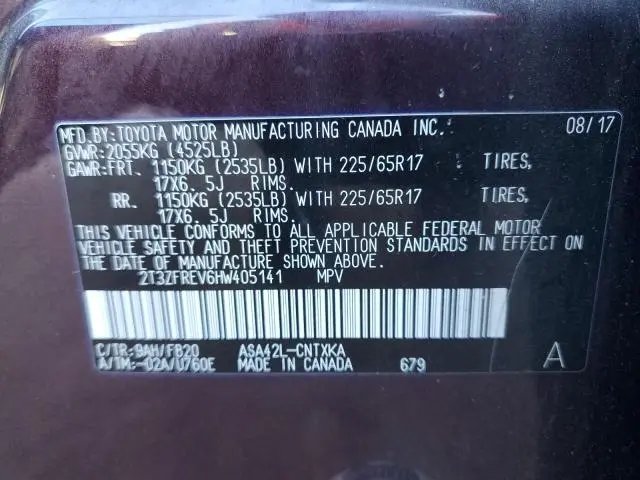 MFD.BY:TOYOTA MOTOR MANUFACTURING CANADA INC. 08/17
GVWR:2055KG (4525LB)
GAWR:FRT. 1150KG (2535LB) WITH 225/65R17 TIRES,
17X6. 5J RIMS.
RR. 1150KG (2535LB) WITH 225/65R17 TIRES,
17X6. 5J RIMS.
THIS VEHICLE CONFORMS TO ALL APPLICABLE FEDERAL MOTOR
VEHICLE SAFETY AND THEFT PREVENTION STANDARDS IN EFFECT ON
THE DATE OF MANUFACTURE SHOWN ABOVE.
2T3ZFREV6HW405141 MPV
C/TR:9AH/FB20 ASA42L-CNTXKA
A/TM:-02A/U760E MADE IN CANADA 679 A